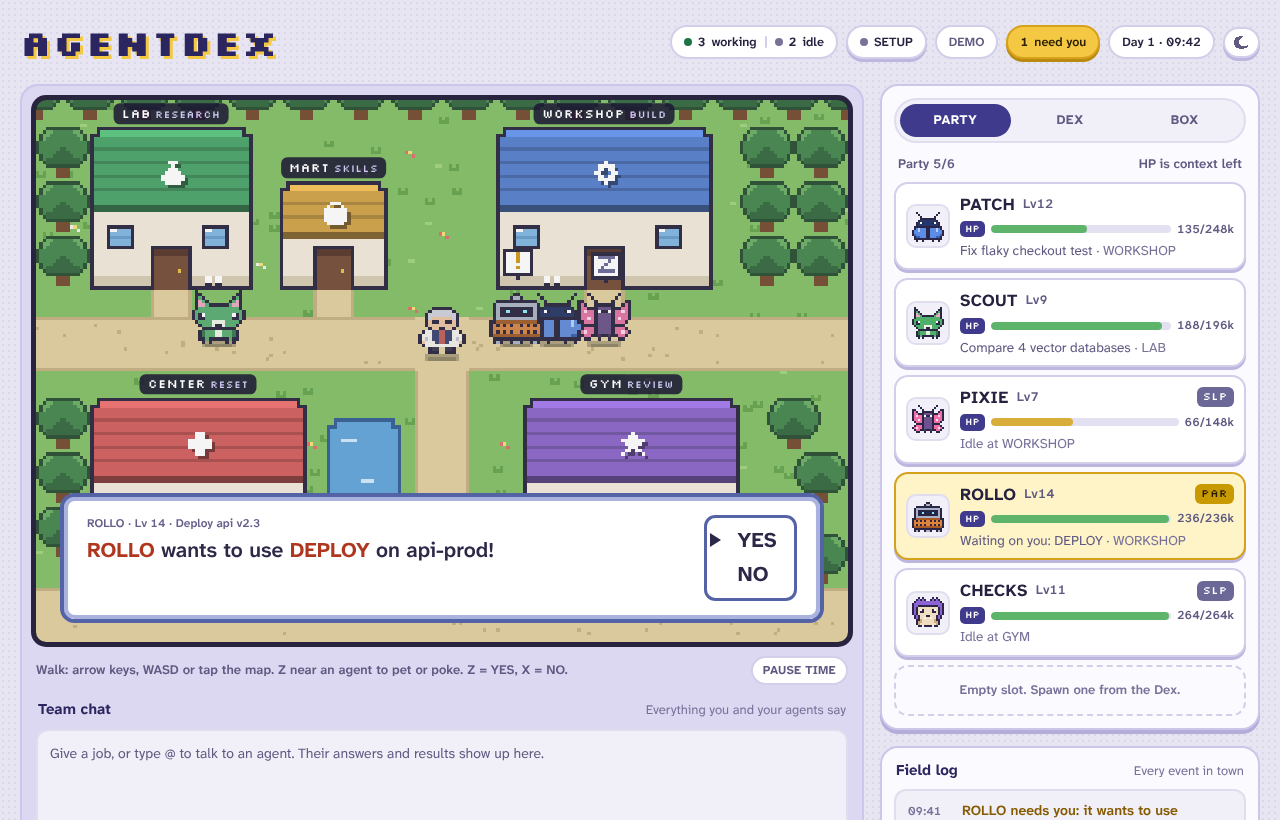 AGENTDEX
3 working 2 idle
SETUP
DEMO
1 need you
Day 1 · 09:42
LAB RESEARCH
WORKSHOP BUILD
MART SKILLS
!
Z
CENTER RESET
GYM REVIEW
ROLLO · Lv 14 · Deploy api v2.3
ROLLO wants to use DEPLOY on api-prod!
YES
NO
Walk: arrow keys, WASD or tap the map. Z near an agent to pet or poke. Z = YES, X = NO.
PAUSE TIME
Team chat
Everything you and your agents say
Give a job, or type @ to talk to an agent. Their answers and results show up here.
PARTY
DEX
BOX
Party 5/6
HP is context left
PATCH Lv12
HP 135/248k
Fix flaky checkout test · WORKSHOP
SCOUT Lv9
HP 188/196k
Compare 4 vector databases · LAB
PIXIE Lv7
SLP
HP 66/148k
Idle at WORKSHOP
ROLLO Lv14
PAR
HP 236/236k
Waiting on you: DEPLOY · WORKSHOP
CHECKS Lv11
SLP
HP 264/264k
Idle at GYM
Empty slot. Spawn one from the Dex.
Field log
Every event in town
09:41
ROLLO needs you: it wants to use